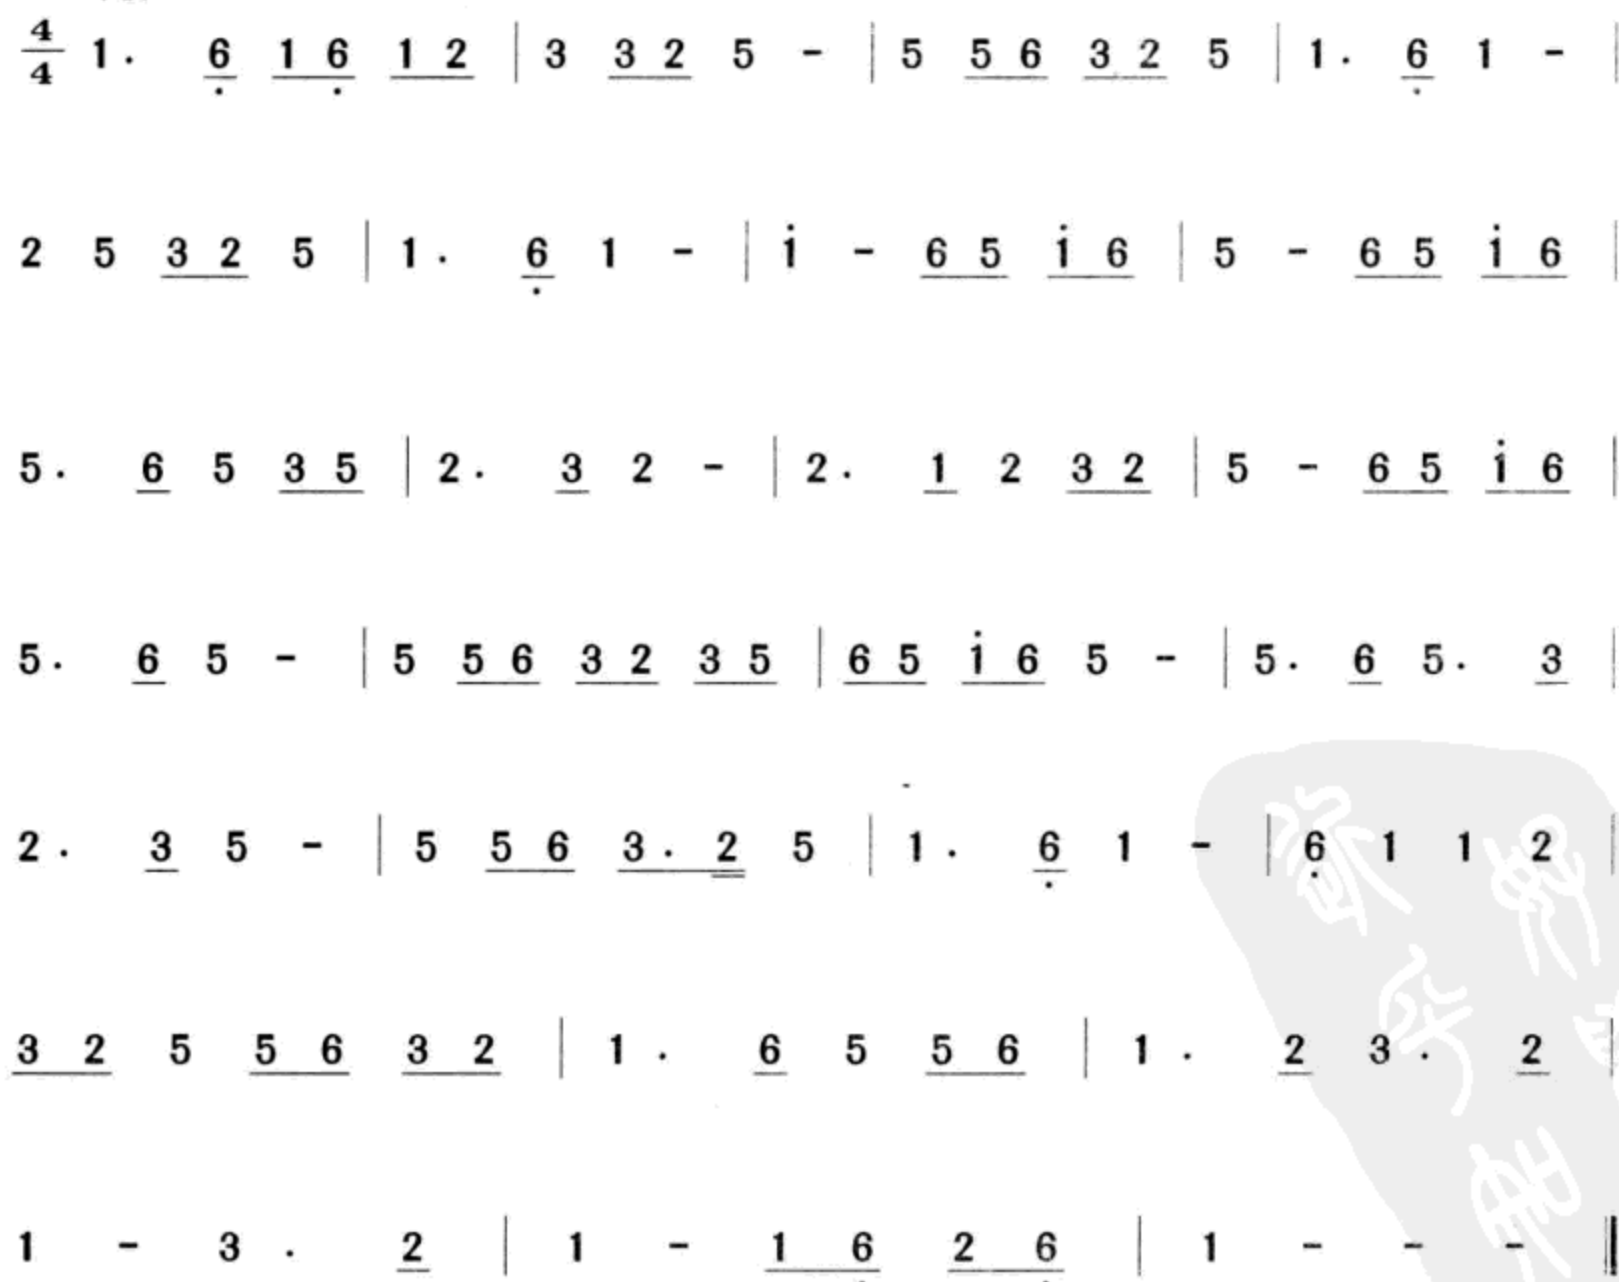 4/4 1. 6̣ 1 6̣ 1 2 | 3 3 2 5 - | 5 5 6 3 2 5 | 1. 6̣ 1 - |
2 5 3 2 5 | 1. 6̣ 1 - | i̇ - 6 5 i̇ 6 | 5 - 6 5 i̇ 6 |
5. 6 5 3 5 | 2. 3 2 - | 2. 1 2 3 2 | 5 - 6 5 i̇ 6 |
5. 6 5 - | 5 5 6 3 2 3 5 | 6 5 i̇ 6 5 - | 5. 6 5. 3 |
2. 3 5 - | 5 5 6 3. 2 5 | 1. 6̣ 1 - | 6̣ 1 1 2 |
3 2 5 5 6 3 2 | 1. 6 5 5 6 | 1. 2 3. 2 |
1 - 3. 2 | 1 - 1 6̣ 2 6̣ | 1 - - - ‖